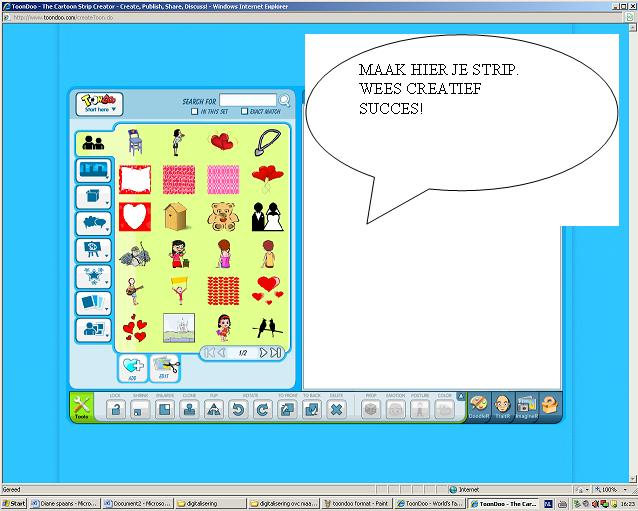 ToonDoo - The Cartoon Strip Creator - Create, Publish, Share, Discuss! - Windows Internet Explorer
http://www.toondoo.com/createToon.do
MAAK HIER JE STRIP.
WEES CREATIEF
SUCCES!
TOONDOO
Start here
SEARCH FOR
IN THIS SET
EXACT MATCH
1/2
ADD
EDIT
Tools
LOCK SHRINK ENLARGE CLONE FLIP ROTATE TO FRONT TO BACK DELETE PROP EMOTION POSTURE COLOR
DoodleR TraitR ImagineR
Gereed
Internet
100%
Start
Diane spaans - Micro...
Document2 - Microso...
digitalisering
digitalisering ovc maa...
toondoo format - Paint
ToonDoo - World's fa...
ToonDoo - The Car...
NL
16:23